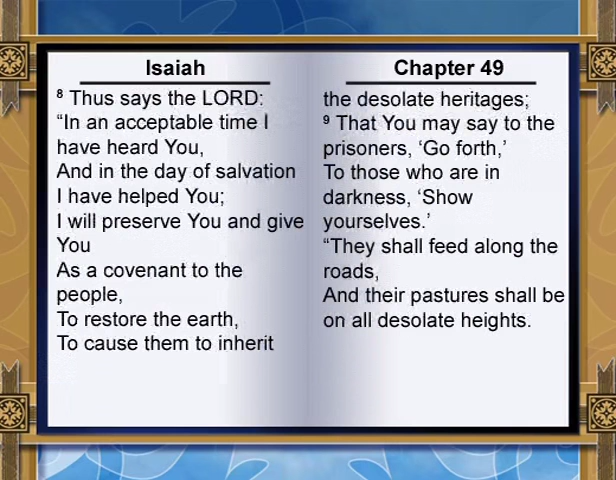 Isaiah
⁸ Thus says the LORD:
“In an acceptable time I
have heard You,
And in the day of salvation
I have helped You;
I will preserve You and give
You
As a covenant to the
people,
To restore the earth,
To cause them to inherit
Chapter 49
the desolate heritages;
⁹ That You may say to the
prisoners, ‘Go forth,’
To those who are in
darkness, ‘Show
yourselves.’
“They shall feed along the
roads,
And their pastures shall be
on all desolate heights.